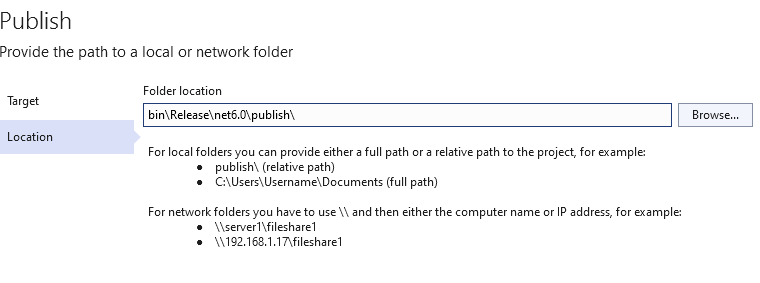 Publish
Provide the path to a local or network folder
Target
Location
Folder location
bin\Release\net6.0\publish\
Browse...
For local folders you can provide either a full path or a relative path to the project, for example:
● publish\ (relative path)
● C:\Users\Username\Documents (full path)
For network folders you have to use \\ and then either the computer name or IP address, for example:
● \\server1\fileshare1
● \\192.168.1.17\fileshare1